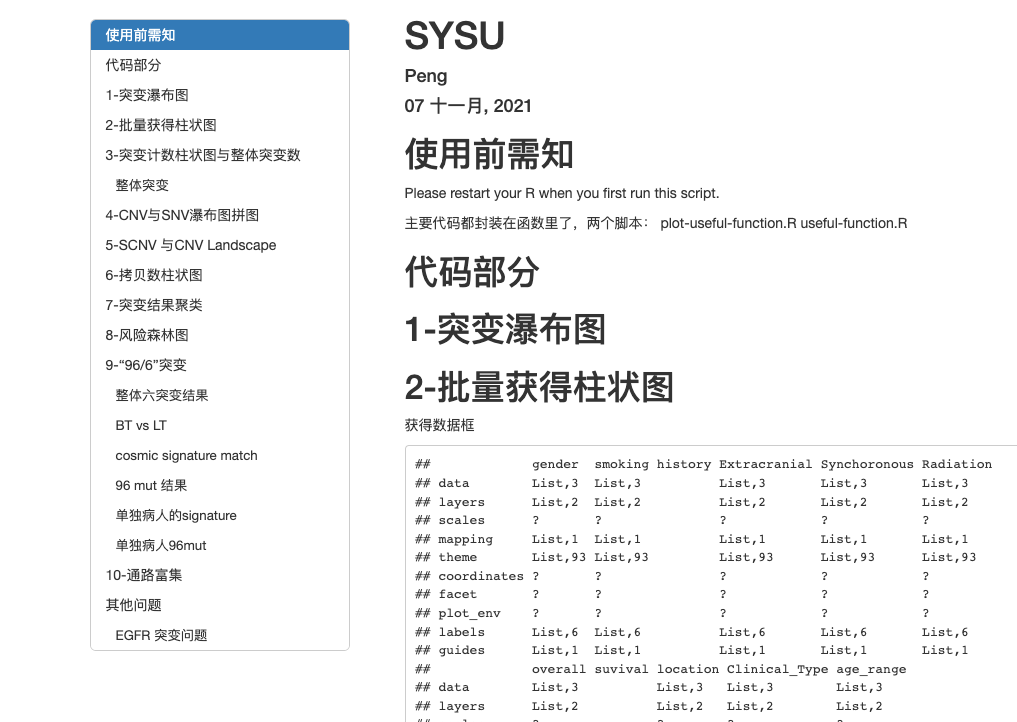 使用前需知
代码部分
1-突变瀑布图
2-批量获得柱状图
3-突变计数柱状图与整体突变数
整体突变
4-CNV与SNV瀑布图拼图
5-SCNV 与CNV Landscape
6-拷贝数柱状图
7-突变结果聚类
8-风险森林图
9-“96/6”突变
整体六突变结果
BT vs LT
cosmic signature match
96 mut 结果
单独病人的signature
单独病人96mut
10-通路富集
其他问题
EGFR 突变问题
SYSU
Peng
07 十一月, 2021
使用前需知
Please restart your R when you first run this script.
主要代码都封装在函数里了，两个脚本： plot-useful-function.R useful-function.R
代码部分
1-突变瀑布图
2-批量获得柱状图
获得数据框
##             gender  smoking history Extracranial Synchoronous Radiation
## data        List,3  List,3          List,3       List,3       List,3
## layers      List,2  List,2          List,2       List,2       List,2
## scales      ?       ?               ?            ?            ?
## mapping     List,1  List,1          List,1       List,1       List,1
## theme       List,93 List,93         List,93      List,93      List,93
## coordinates ?       ?               ?            ?            ?
## facet       ?       ?               ?            ?            ?
## plot_env    ?       ?               ?            ?            ?
## labels      List,6  List,6          List,6       List,6       List,6
## guides      List,1  List,1          List,1       List,1       List,1
##             overall suvival location Clinical_Type age_range
## data        List,3          List,3   List,3        List,3
## layers      List,2          List,2   List,2        List,2